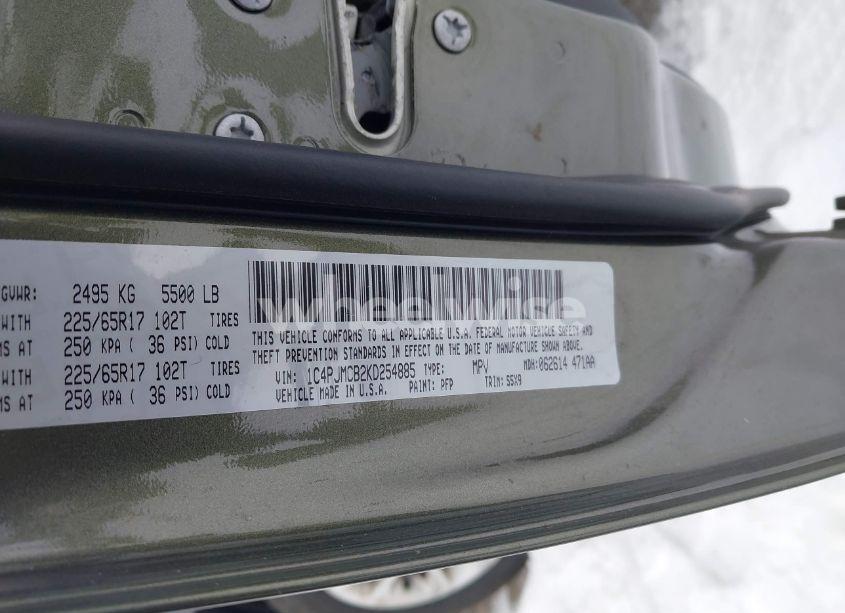 GVWR: 2495 KG 5500 LB
WITH 225/65R17 102T TIRES
MS AT 250 KPA ( 36 PSI) COLD
225/65R17 102T TIRES
MS AT 250 KPA ( 36 PSI) COLD
wheelwise
THIS VEHICLE CONFORMS TO ALL APPLICABLE U.S.A. FEDERAL MOTOR VEHICLE SAFETY AND
THEFT PREVENTION STANDARDS IN EFFECT ON THE DATE OF MANUFACTURE SHOWN ABOVE.
VIN: 1C4PJMCB2KD254885 TYPE: MPV MDH: 062614 471AA
VEHICLE MADE IN U.S.A. PAINT: PFP TRIM: S5X9